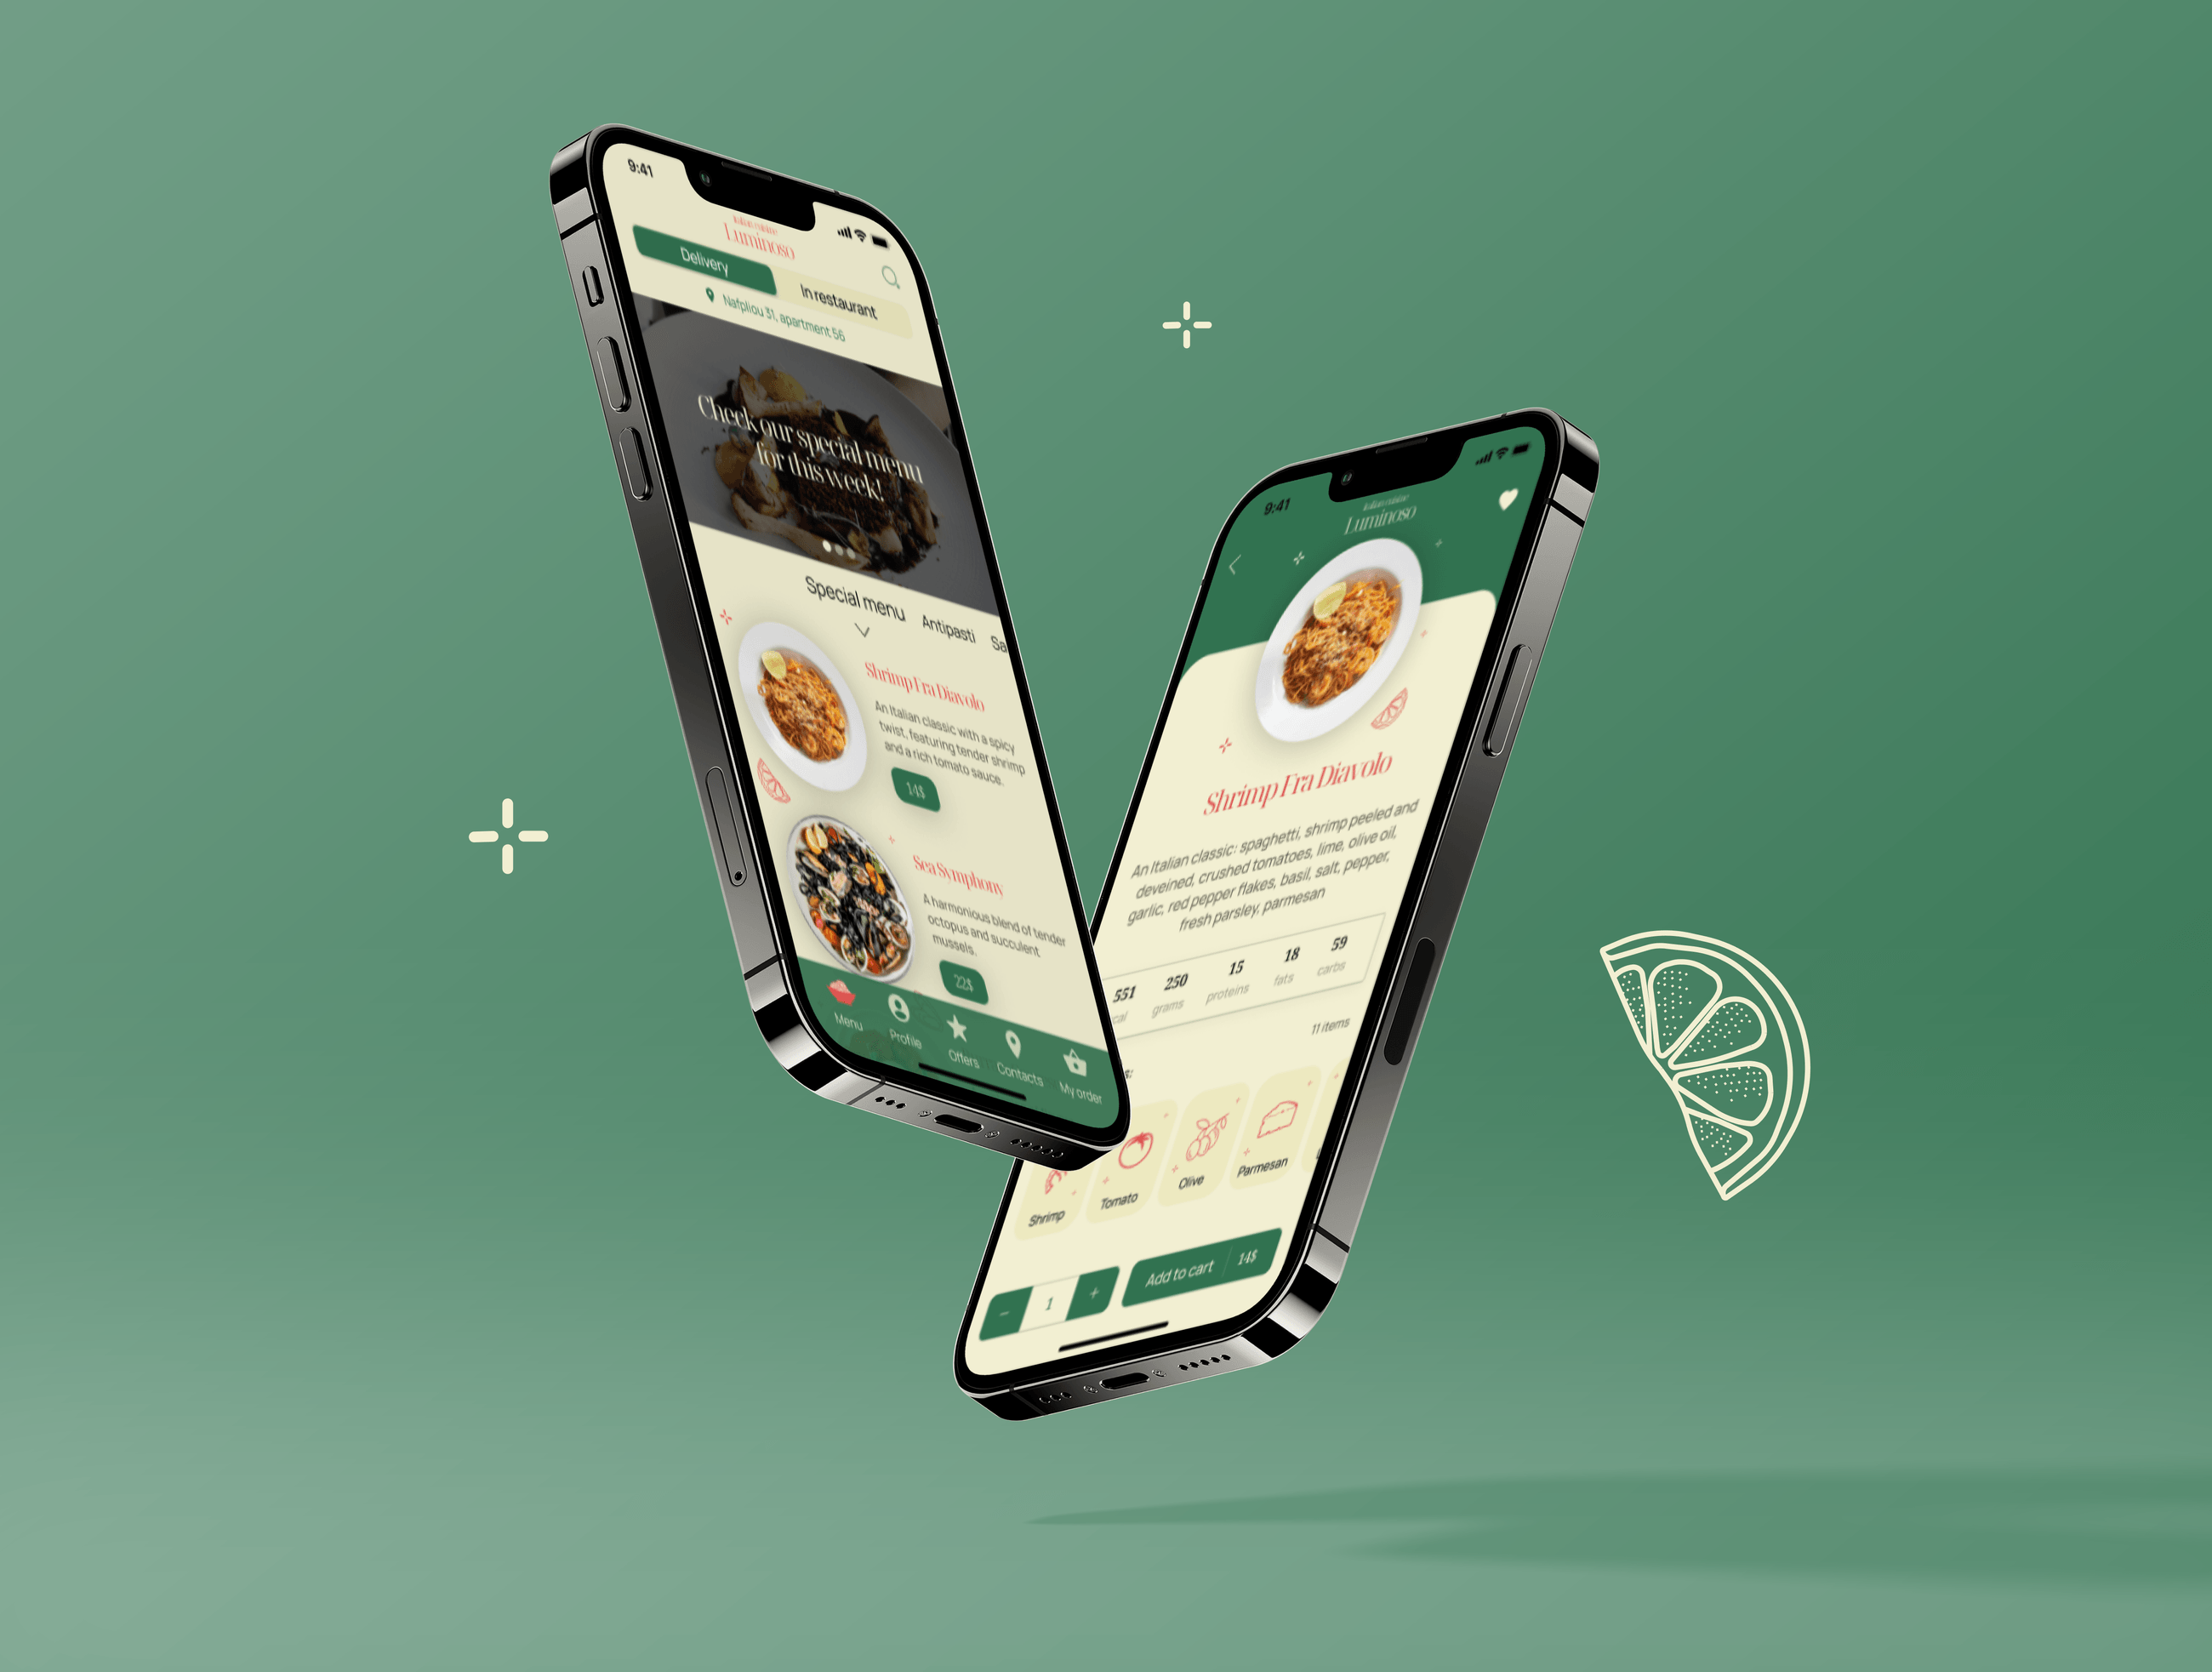 9:41
Italian cuisine
Luminoso
Delivery
In restaurant
Nafpliou 31, apartment 56
Check our special menu
for this week!
Special menu
Antipasti
Sa
Shrimp Fra Diavolo
An Italian classic with a spicy
twist, featuring tender shrimp
and a rich tomato sauce.
14$
Sea Symphony
A harmonious blend of tender
octopus and succulent
mussels.
22$
Menu
Profile
Offers
Contacts
My order
9:41
Italian cuisine
Luminoso
Shrimp Fra Diavolo
An Italian classic: spaghetti, shrimp peeled and
deveined, crushed tomatoes, lime, olive oil,
garlic, red pepper flakes, basil, salt, pepper,
fresh parsley, parmesan
551 250 15 18 59
cal grams proteins fats carbs
11 items
s:
Shrimp
Tomato
Olive
Parmesan
1
Add to cart
14$